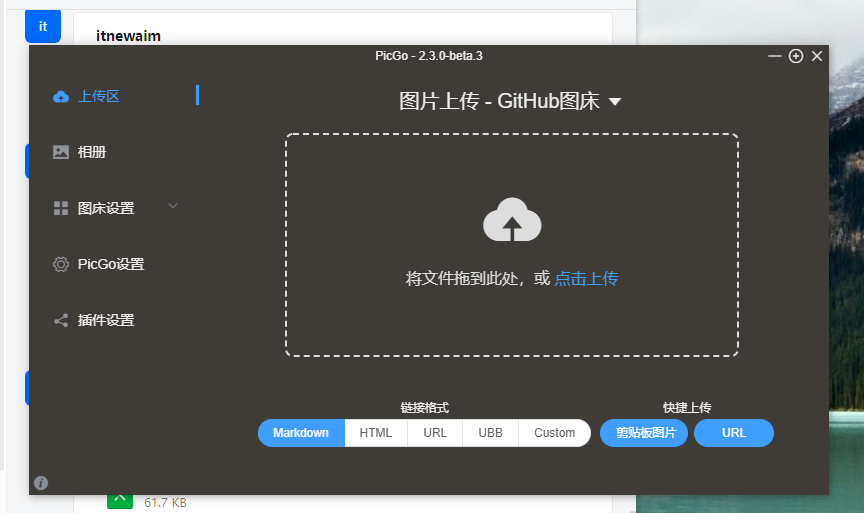 it
itnewaim
PicGo - 2.3.0-beta.3
上传区
相册
图床设置
PicGo设置
插件设置
图片上传 - GitHub图床
将文件拖到此处，或 点击上传
链接格式
快捷上传
Markdown HTML URL UBB Custom
剪贴板图片 URL
61.7 KB